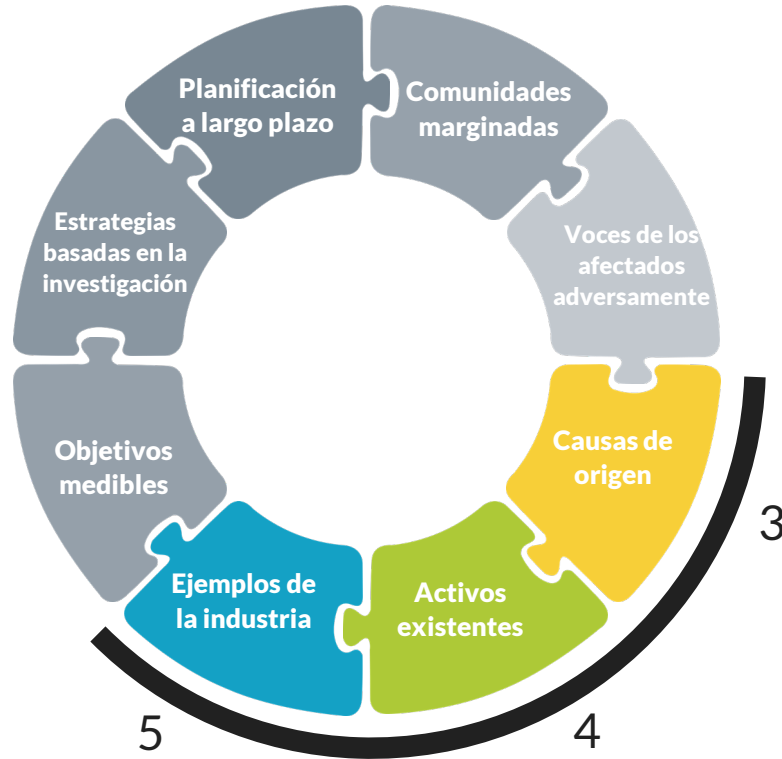 Planificación
a largo plazo
Comunidades
marginadas
Voces de los
afectados
adversamente
Causas de
origen
3
Activos
existentes
4
Ejemplos de
la industria
5
Objetivos
medibles
Estrategias
basadas en la
investigación